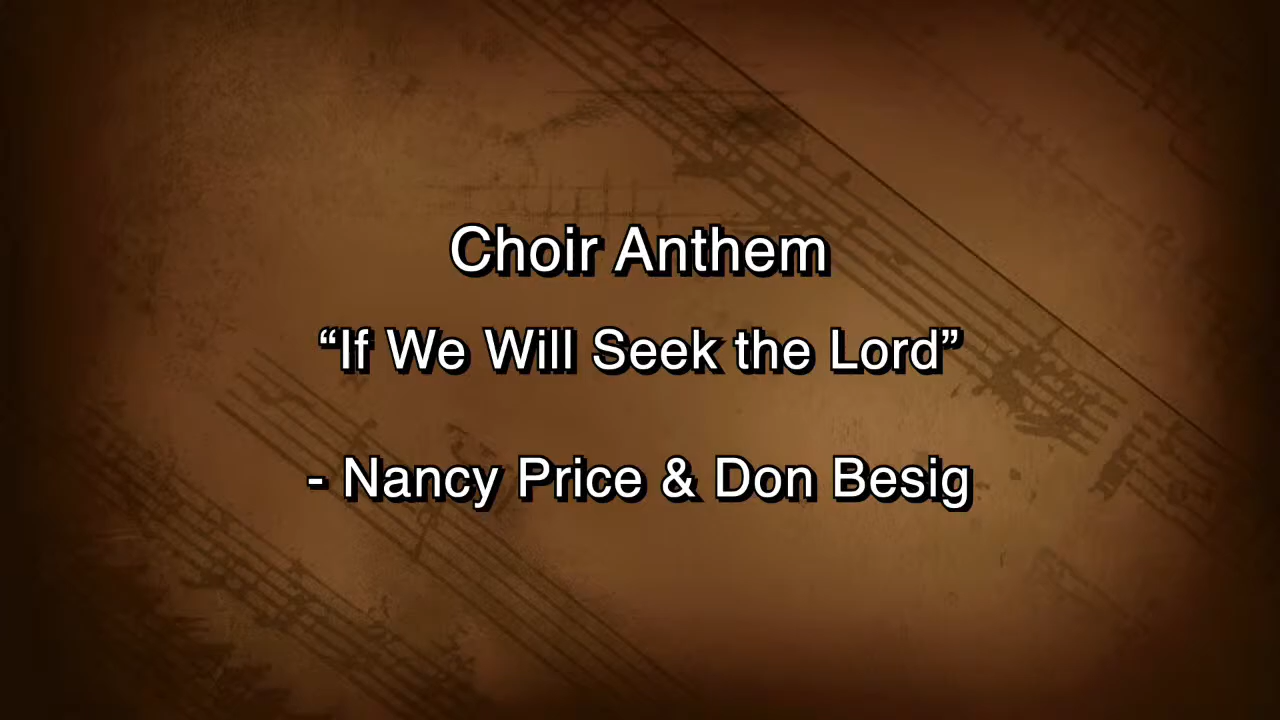 Choir Anthem
“If We Will Seek the Lord”
- Nancy Price & Don Besig